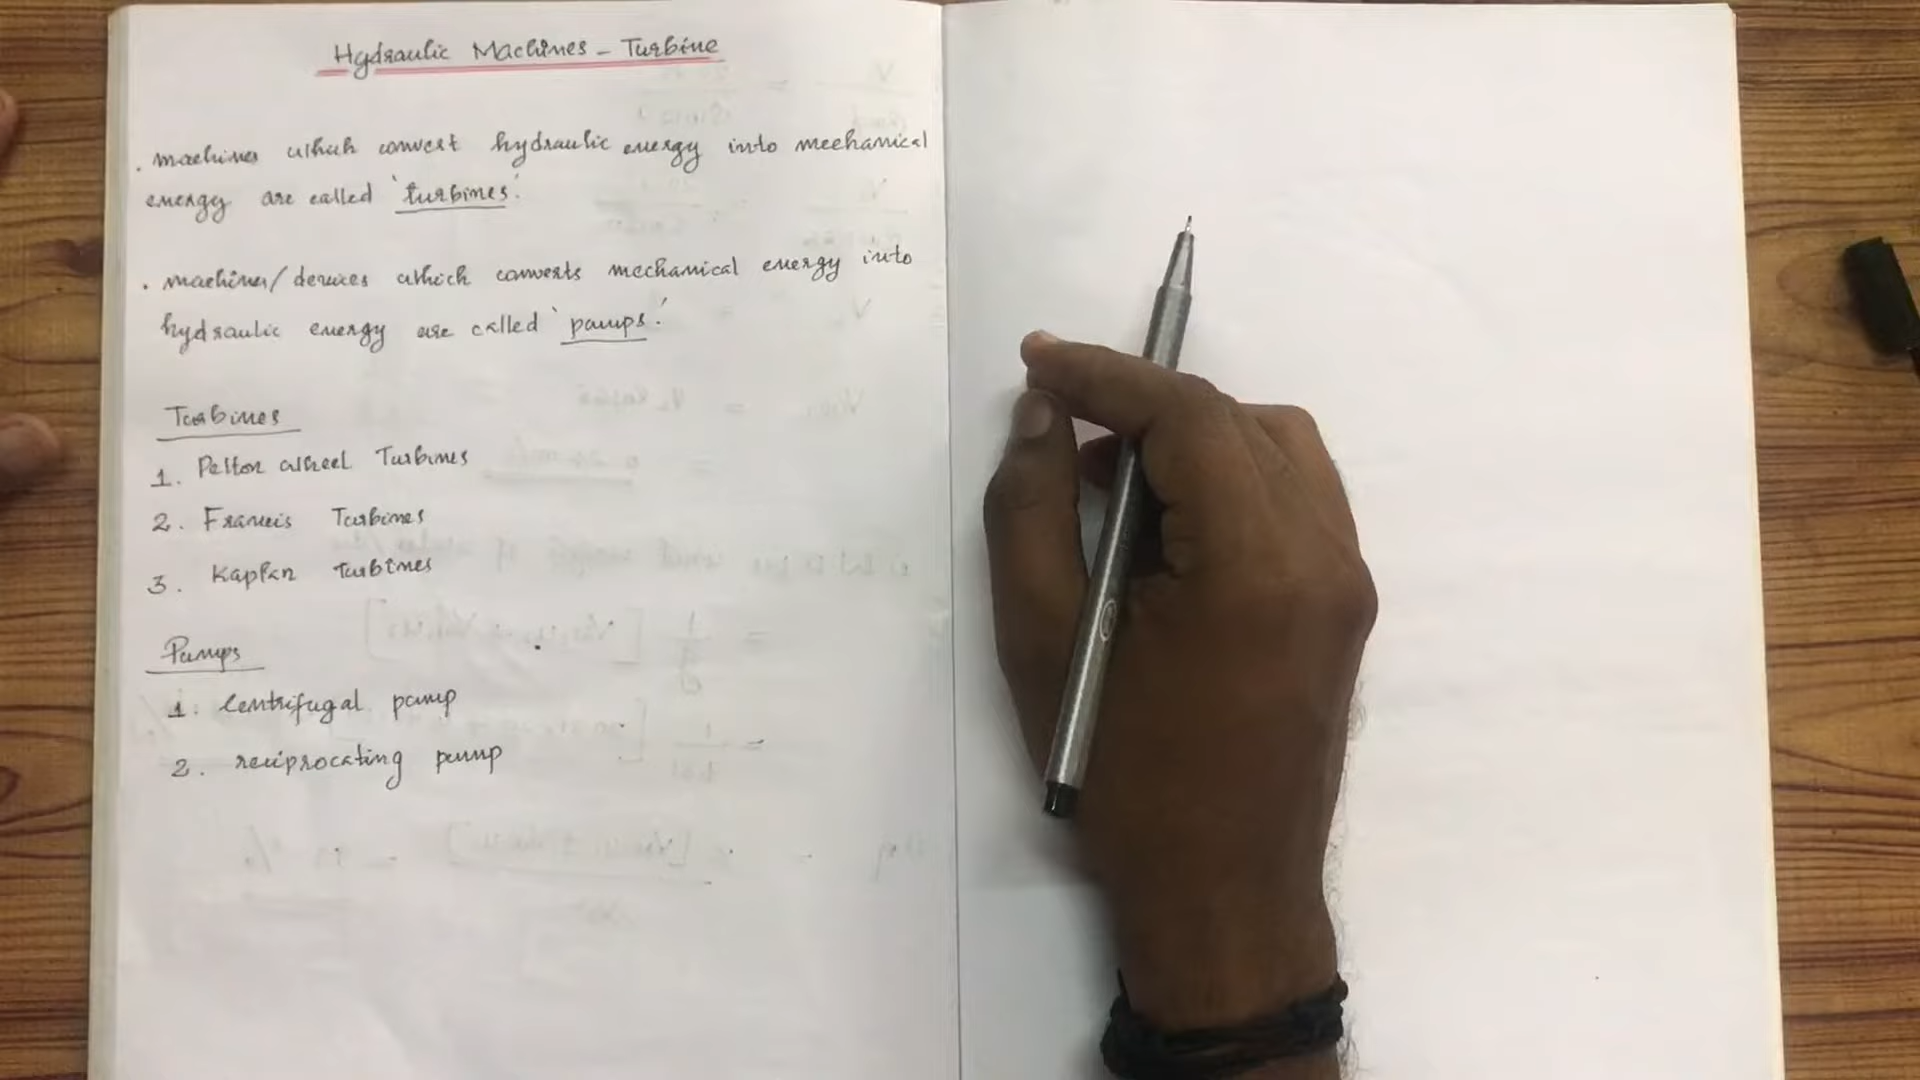 Hydraulic Machines - Turbine
. machines which convert hydraulic energy into mechanical
energy are called 'turbines'.
. machines/devices which converts mechanical energy into
hydraulic energy are called 'pumps'.
Turbines
1. Pelton wheel Turbines
2. Francis Turbines
3. Kaplan Turbines
Pumps
1. Centrifugal pump
2. reciprocating pump